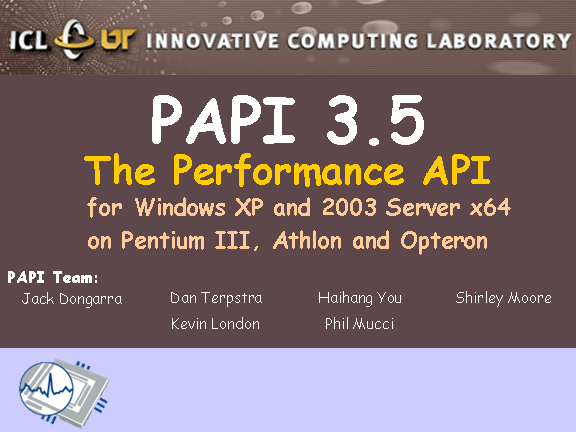 ICL UT INNOVATIVE COMPUTING LABORATORY
PAPI 3.5
The Performance API
for Windows XP and 2003 Server x64
on Pentium III, Athlon and Opteron
PAPI Team:
Jack Dongarra Dan Terpstra Haihang You Shirley Moore
Kevin London Phil Mucci